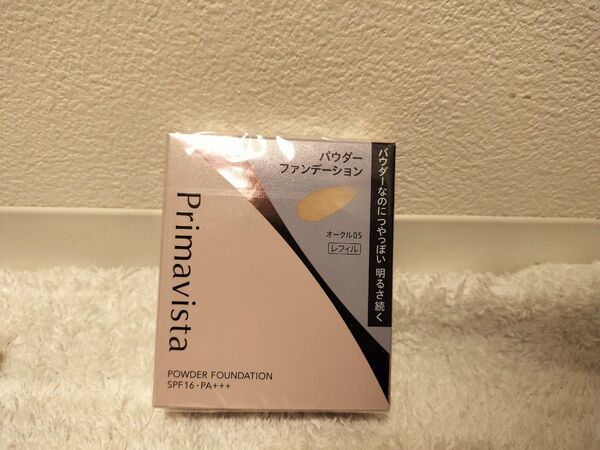 パウダー
ファンデーション
オークル05
レフィル
パウダーなのにつやっぽい 明るさ続く
Primavista
POWDER FOUNDATION
SPF16・PA+++